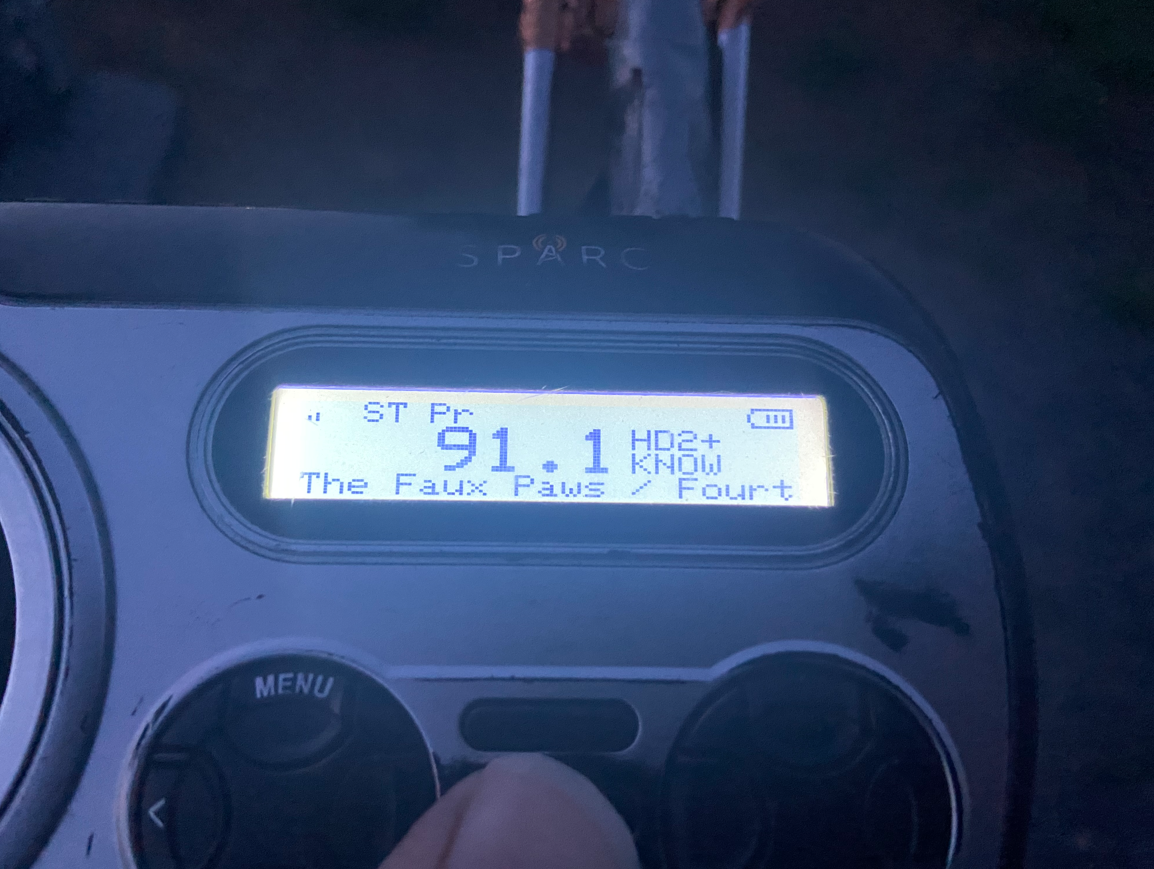 SPARC
ST Pr
91.1
HD2+
KNOW
The Faux Paws / Fourt
MENU
<